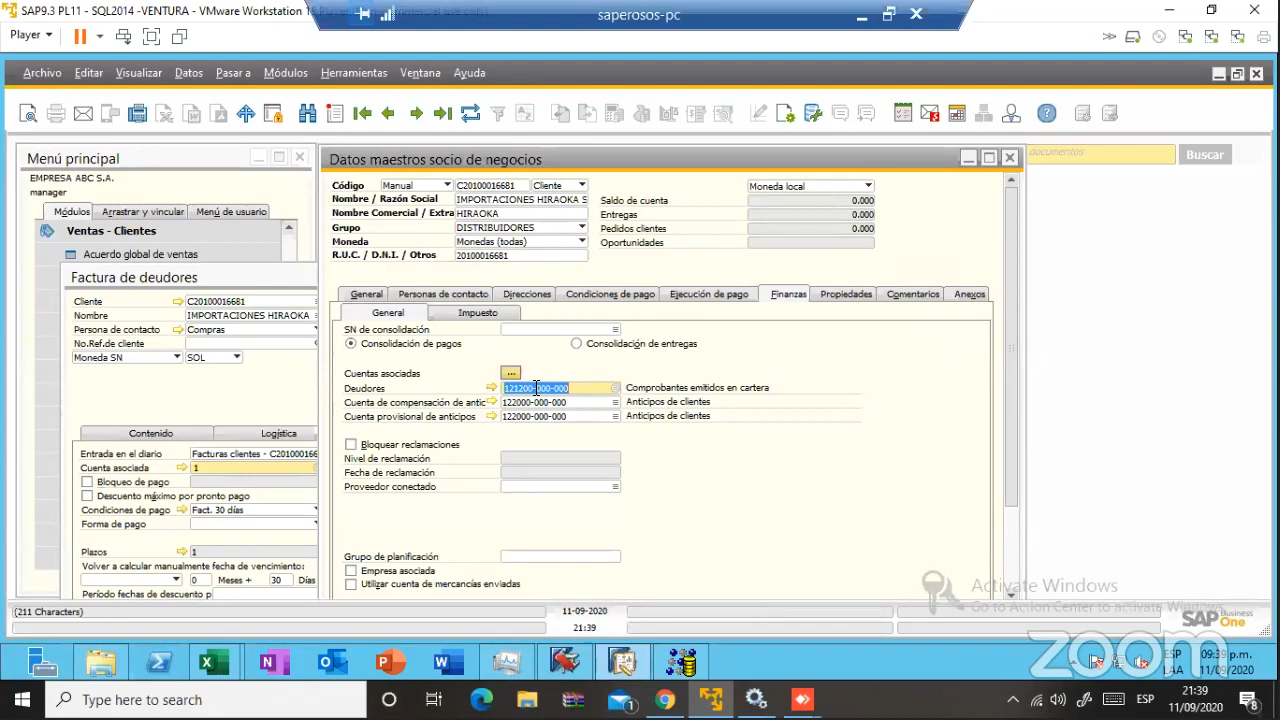 SAP9.3 PL11 - SQL2014 -VENTURA - VMware Workstation 1
saperosos-pc
Player
Archivo Editar Visualizar Datos Pasar a Módulos Herramientas Ventana Ayuda
Menú principal
EMPRESA ABC S.A.
manager
Módulos Arrastrar y vincular Menú de usuario
Ventas - Clientes
Acuerdo global de ventas
Factura de deudores
Cliente C20100016681
Nombre IMPORTACIONES HIRAOKA
Persona de contacto Compras
No.Ref.de cliente
Moneda SN SOL
Contenido Logística
Entrada en el diario Facturas clientes - C201000166
Cuenta asociada 1
Bloqueo de pago
Descuento máximo por pronto pago
Condiciones de pago Fact. 30 días
Forma de pago
Plazos 1
Volver a calcular manualmente fecha de vencimiento:
0 Meses + 30 Días
Período fechas de descuento p
Datos maestros socio de negocios
documentos
Buscar
Código Manual C20100016681 Cliente Moneda local
Nombre / Razón Social IMPORTACIONES HIRAOKA S
Saldo de cuenta 0.000
Nombre Comercial / Extra HIRAOKA
Entregas 0.000
Grupo DISTRIBUIDORES
Pedidos clientes 0.000
Moneda Monedas (todas)
Oportunidades
R.U.C. / D.N.I. / Otros 20100016681
General Personas de contacto Direcciones Condiciones de pago Ejecución de pago Finanzas Propiedades Comentarios Anexos
General Impuesto
SN de consolidación
Consolidación de pagos Consolidación de entregas
Cuentas asociadas ...
Deudores 121200-000-000 Comprobantes emitidos en cartera
Cuenta de compensación de antic 122000-000-000 Anticipos de clientes
Cuenta provisional de anticipos 122000-000-000 Anticipos de clientes
Bloquear reclamaciones
Nivel de reclamación
Fecha de reclamación
Proveedor conectado
Grupo de planificación
Empresa asociada
Utilizar cuenta de mercancías enviadas
Activate Windows
Go to Action Center to activate Windows.
(211 Characters) 11-09-2020
21:39
SAP Business One
zoom
ESP 09:39 p.m.
LAA 11/09/2020
Type here to search
ESP 21:39
11/09/2020
8
1